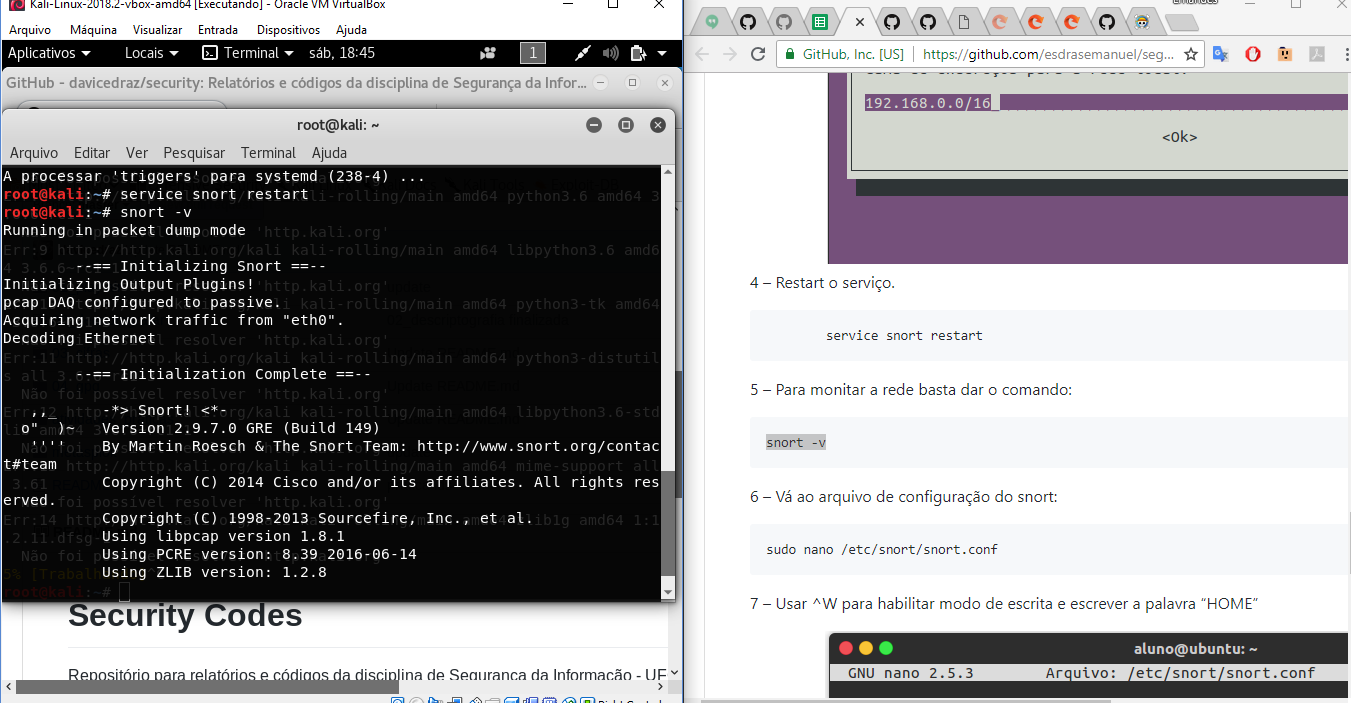 Kali-Linux-2018.2-vbox-amd64 [Executando] - Oracle VM VirtualBox
Arquivo Máquina Visualizar Entrada Dispositivos Ajuda
Aplicativos Locais Terminal sáb, 18:45 1
GitHub - davicedraz/security: Relatórios e códigos da disciplina de Segurança da Infor...
root@kali: ~
Arquivo Editar Ver Pesquisar Terminal Ajuda
A processar 'triggers' para systemd (238-4) ...
root@kali:~# service snort restart
root@kali:~# snort -v
Running in packet dump mode
--== Initializing Snort ==--
Initializing Output Plugins!
pcap DAQ configured to passive.
Acquiring network traffic from "eth0".
Decoding Ethernet
--== Initialization Complete ==--
,,_ -*> Snort! <*-
o" )~ Version 2.9.7.0 GRE (Build 149)
'''' By Martin Roesch & The Snort Team: http://www.snort.org/contac
t#team
Copyright (C) 2014 Cisco and/or its affiliates. All rights res
erved.
Copyright (C) 1998-2013 Sourcefire, Inc., et al.
Using libpcap version 1.8.1
Using PCRE version: 8.39 2016-06-14
Using ZLIB version: 1.2.8
root@kali:~#
Security Codes
Repositório para relatórios e códigos da disciplina de Segurança da Informação - UF
GitHub, Inc. [US] https://github.com/esdrasemanuel/seg...
192.168.0.0/16
<Ok>
4 – Restart o serviço.
service snort restart
5 – Para monitar a rede basta dar o comando:
snort -v
6 – Vá ao arquivo de configuração do snort:
sudo nano /etc/snort/snort.conf
7 – Usar ^W para habilitar modo de escrita e escrever a palavra “HOME”
aluno@ubuntu: ~
GNU nano 2.5.3 Arquivo: /etc/snort/snort.conf